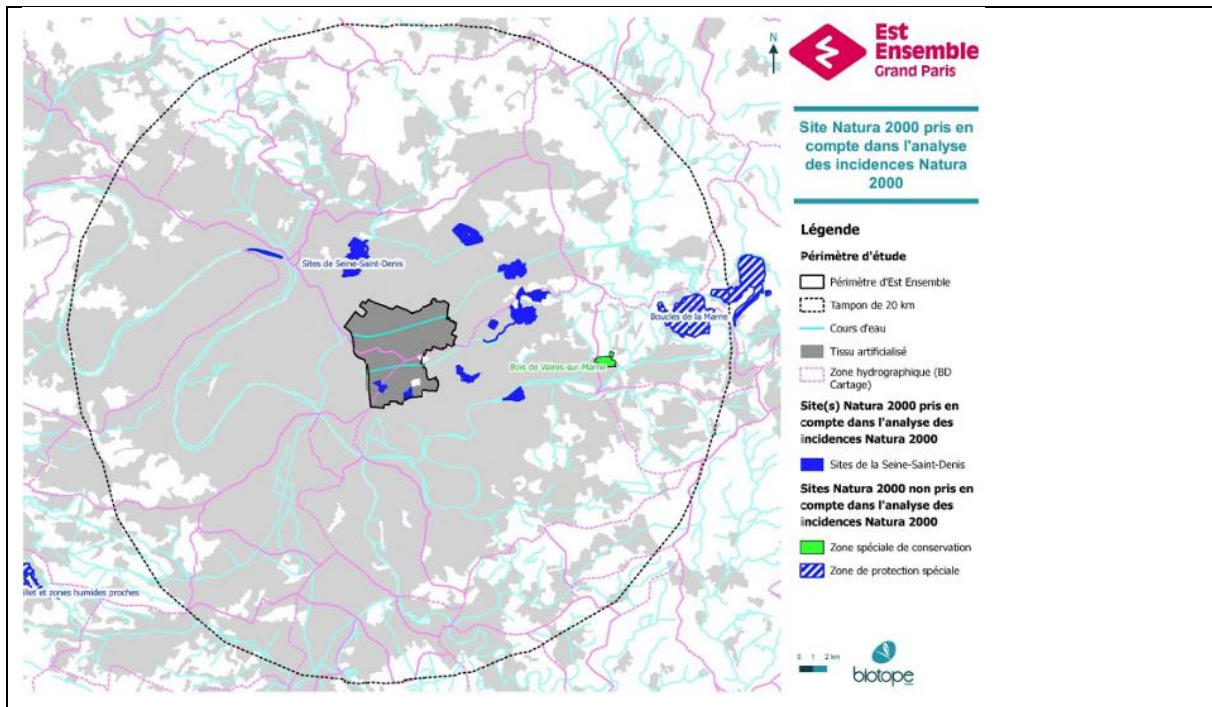 N
Est
Ensemble
Grand Paris
Site Natura 2000 pris en
compte dans l'analyse
des incidences Natura
2000
Légende
Périmètre d'étude
Périmètre d'Est Ensemble
Tampon de 20 km
Cours d'eau
Tissu artificialisé
Zone hydrographique (BD
Cartage)
Site(s) Natura 2000 pris en
compte dans l'analyse des
incidences Natura 2000
Sites de la Seine-Saint-Denis
Sites Natura 2000 non pris en
compte dans l'analyse des
incidences Natura 2000
Zone spéciale de conservation
Zone de protection spéciale
0 1 2 km
biotope
Sites de Seine-Saint-Denis
Boucles de la Marne
Bois de Vaires-sur-Marne
illet et zones humides proches